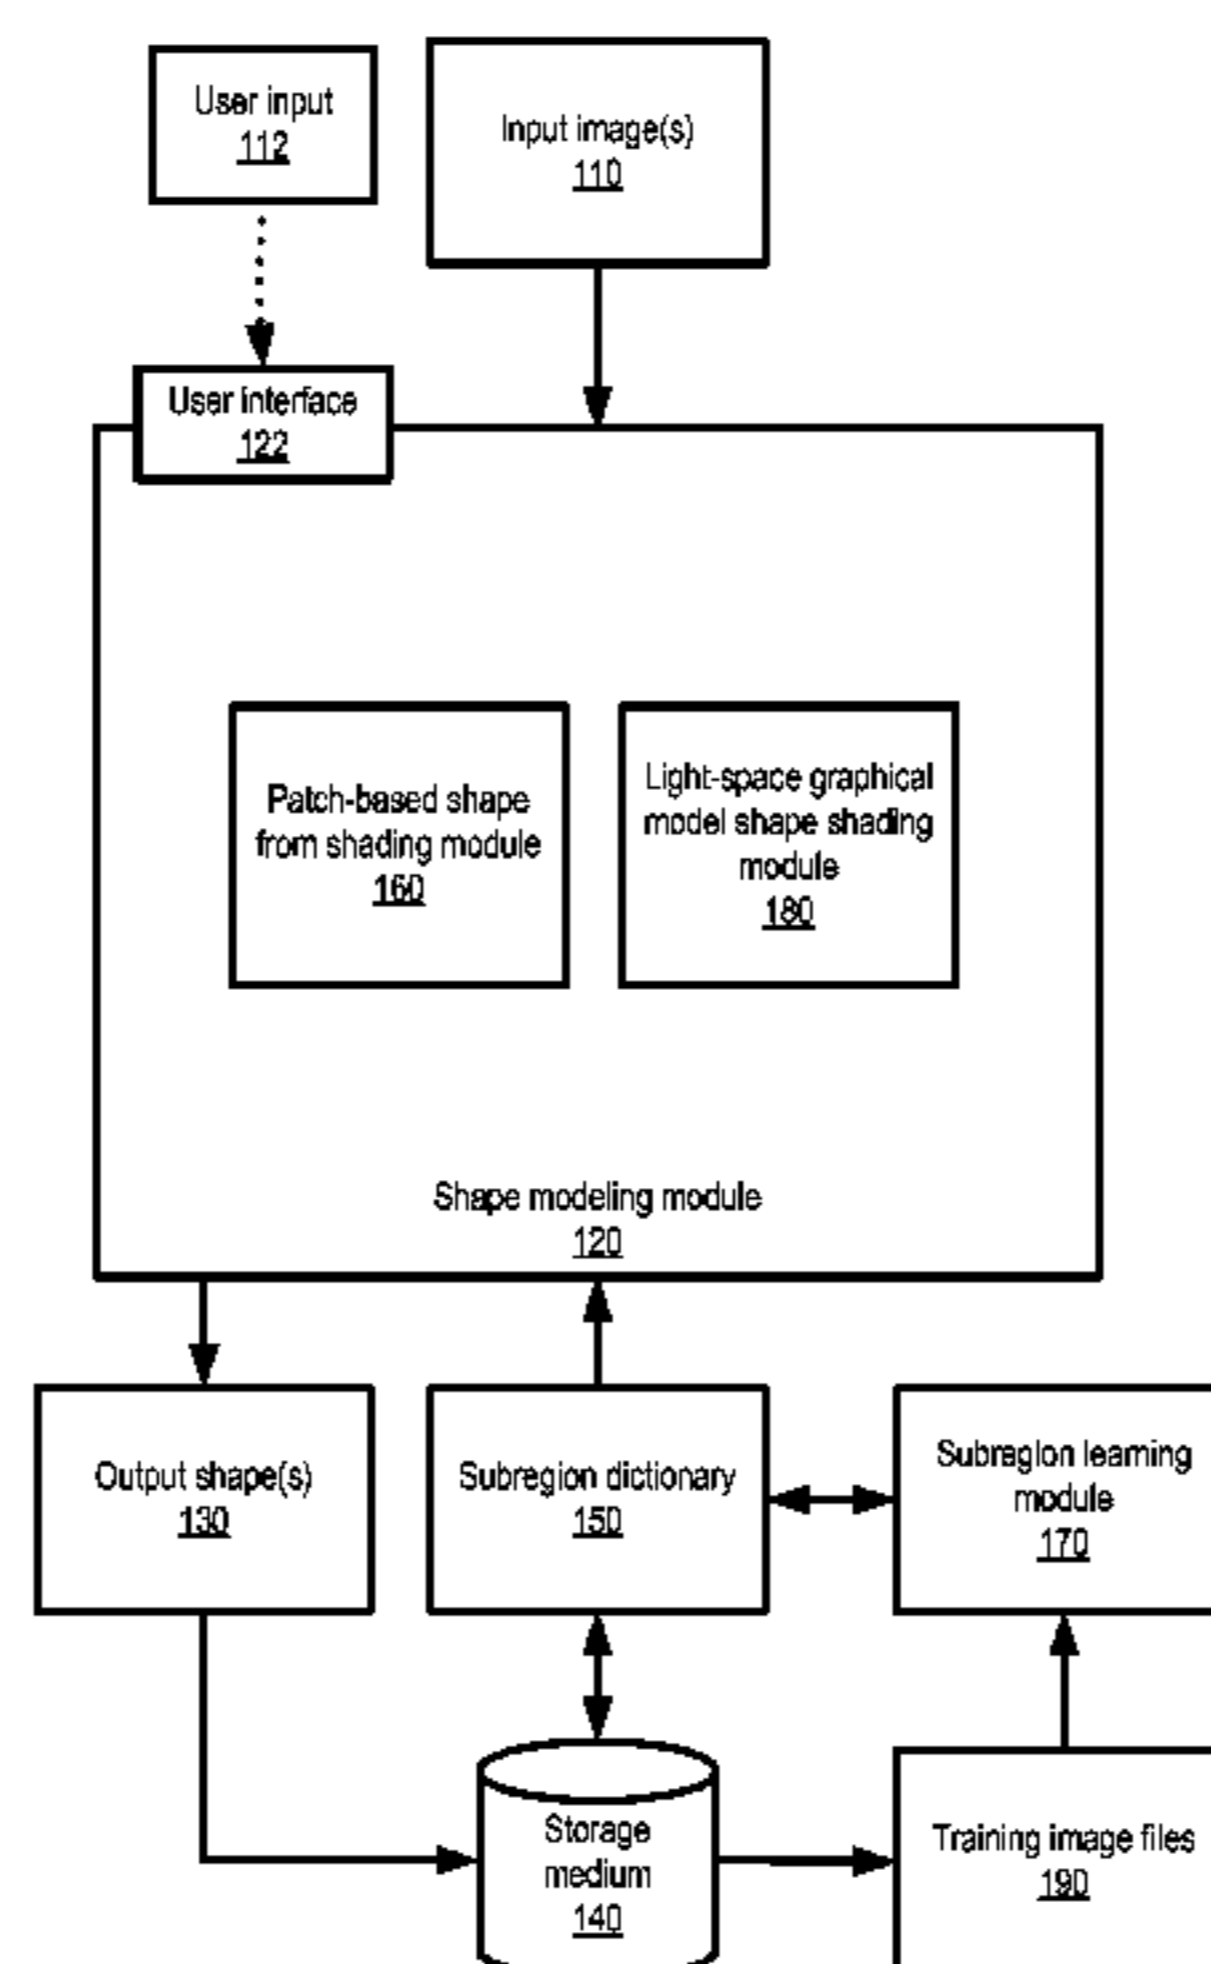 User input
112
Input image(s)
110
User interface
122
Patch-based shape
from shading module
160
Light-space graphical
model shape shading
module
180
Shape modeling module
120
Output shape(s)
130
Subregion dictionary
150
Subregion learning
module
170
Storage
medium
140
Training image files
190